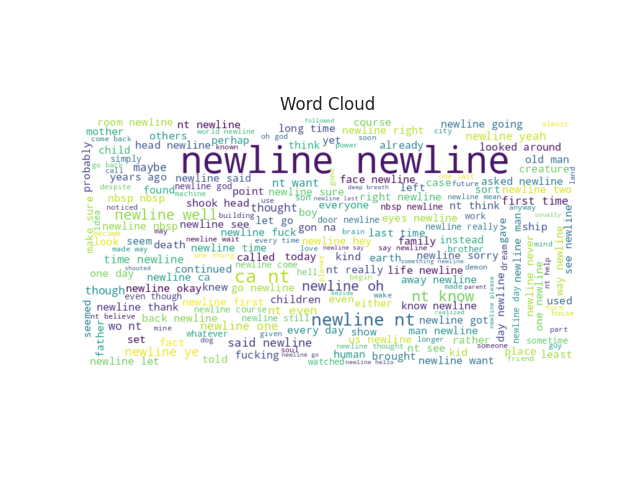 Word Cloud
room newline
nt newline
followed
long time
course
newline going
almost
mother
others
world newline
perhap
oh god
yet
newline right
city
newline yeah
child
head newline
known
think
power
already
looked around
probably
come back
simply
maybe
newline newline
old man
creature
go back
call
years ago
newline said
face newline
asked newline
land
despite
found
newline god
machine
point
nt want
son
newline last
deep breath
left
case
future
sort
newline two
first time
nbsp nbsp
shook head
use
right newline
newline mean
idea
noticed
newline well
building
thought
boy
everyone
nbsp newline
nt think
anyway
usually
make sure
newline nbsp
newline see
let go
door newline
eyes newline
work
ship
become
may
newline fuck
gon na
brain
last time
newline really
gave
look
seem
death
newline wait
every time
newline hey
family
instead
mind
time newline
made way
one thing
love
newline say
say newline
brother
dream
newline man
one day
shouted
continued
called
today
kind
earth
something newline
newline sorry
see newline
newline ca
newline come
hell
nt really
life newline
demon
nt help
though
newline okay
even though
knew
ca nt
go newline
newline oh
begin
away newline
made
parent
newline please
newline never
may newline
used
seemed
newline thank
newline first
children
even
wake
beside
either
nt know
know newline
realized
day newline
newline day
one newline
house
nt believe
back newline
newline course
newline still
nt even
newline nt
newline got
father
wo nt
mine
newline one
every day
show
man newline
part
set
whatever
dog
given
said newline
us newline
longer
rather
sometime
guy
newline ye
fact
fucking
soul
newline go
human
newline thought
brought
nt see
kid
someone
place
least
newline let
told
watched
newline hello
newline want
friend